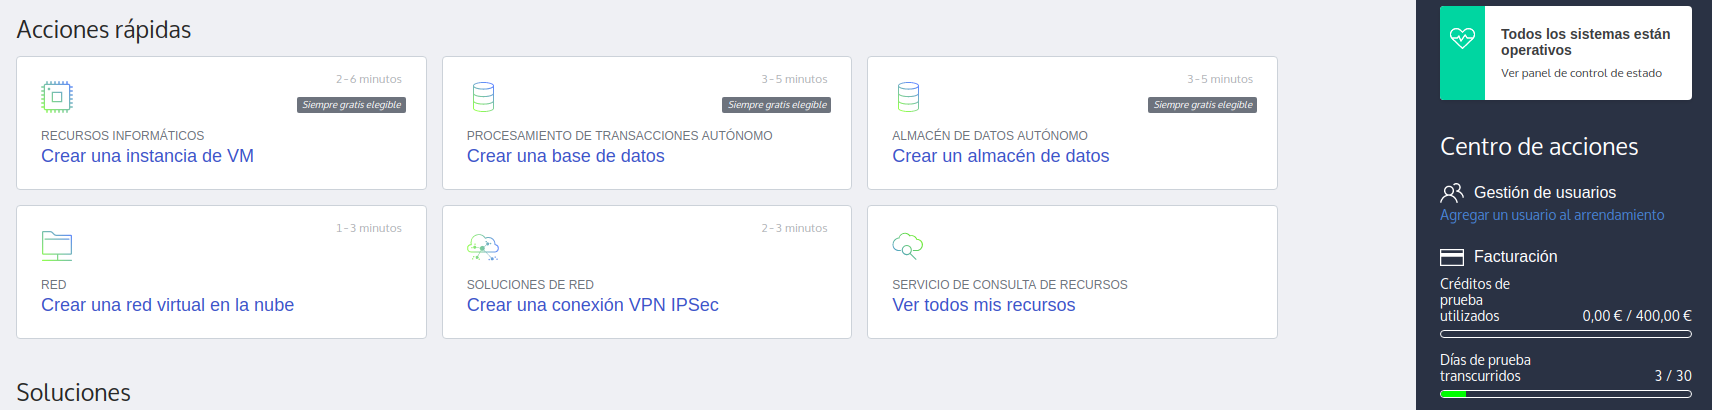 Acciones rápidas
2-6 minutos
Siempre gratis elegible
RECURSOS INFORMÁTICOS
Crear una instancia de VM
3-5 minutos
Siempre gratis elegible
PROCESAMIENTO DE TRANSACCIONES AUTÓNOMO
Crear una base de datos
3-5 minutos
Siempre gratis elegible
ALMACÉN DE DATOS AUTÓNOMO
Crear un almacén de datos
1-3 minutos
RED
Crear una red virtual en la nube
2-3 minutos
SOLUCIONES DE RED
Crear una conexión VPN IPSec
SERVICIO DE CONSULTA DE RECURSOS
Ver todos mis recursos
Soluciones
Todos los sistemas están
operativos
Ver panel de control de estado
Centro de acciones
Gestión de usuarios
Agregar un usuario al arrendamiento
Facturación
Créditos de
prueba
utilizados 0,00 € / 400,00 €
Días de prueba
transcurridos 3 / 30